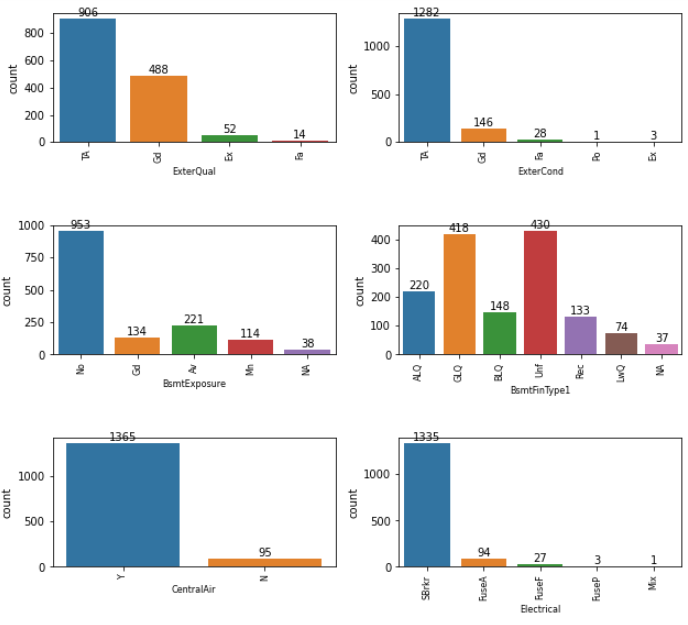 906
800
600
400
200
0
count
488
52
14
TA
Gd
Ex
Fa
ExterQual
1282
1000
500
0
count
146
28
1
3
TA
Gd
Fa
Po
Ex
ExterCond
953
1000
750
500
250
0
count
134
221
114
38
No
Gd
Av
Mn
NA
BsmtExposure
430
418
400
300
200
100
0
count
220
148
133
74
37
ALQ
GLQ
BLQ
Unf
Rec
LwQ
NA
BsmtFinType1
1365
1000
500
0
count
95
Y
N
CentralAir
1335
1000
500
0
count
94
27
3
1
SBrkr
FuseA
FuseF
FuseP
Mix
Electrical